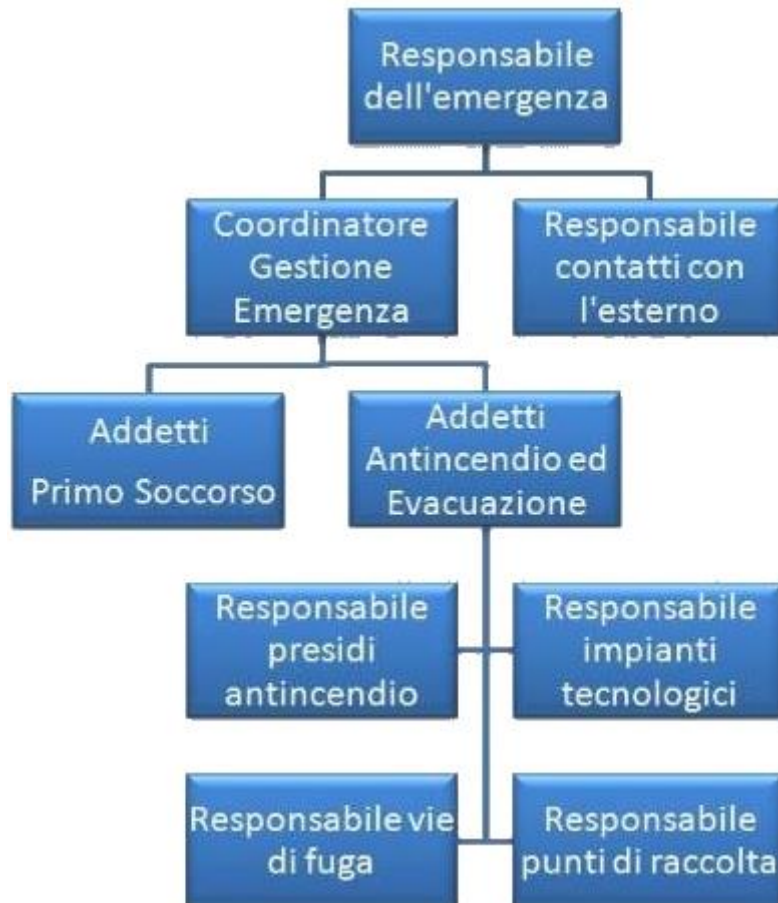 Responsabile
dell'emergenza
Coordinatore
Gestione
Emergenza
Responsabile
contatti con
l'esterno
Addetti
Primo Soccorso
Addetti
Antincendio ed
Evacuazione
Responsabile
presidi
antincendio
Responsabile
impianti
tecnologici
Responsabile vie
di fuga
Responsabile
punti di raccolta